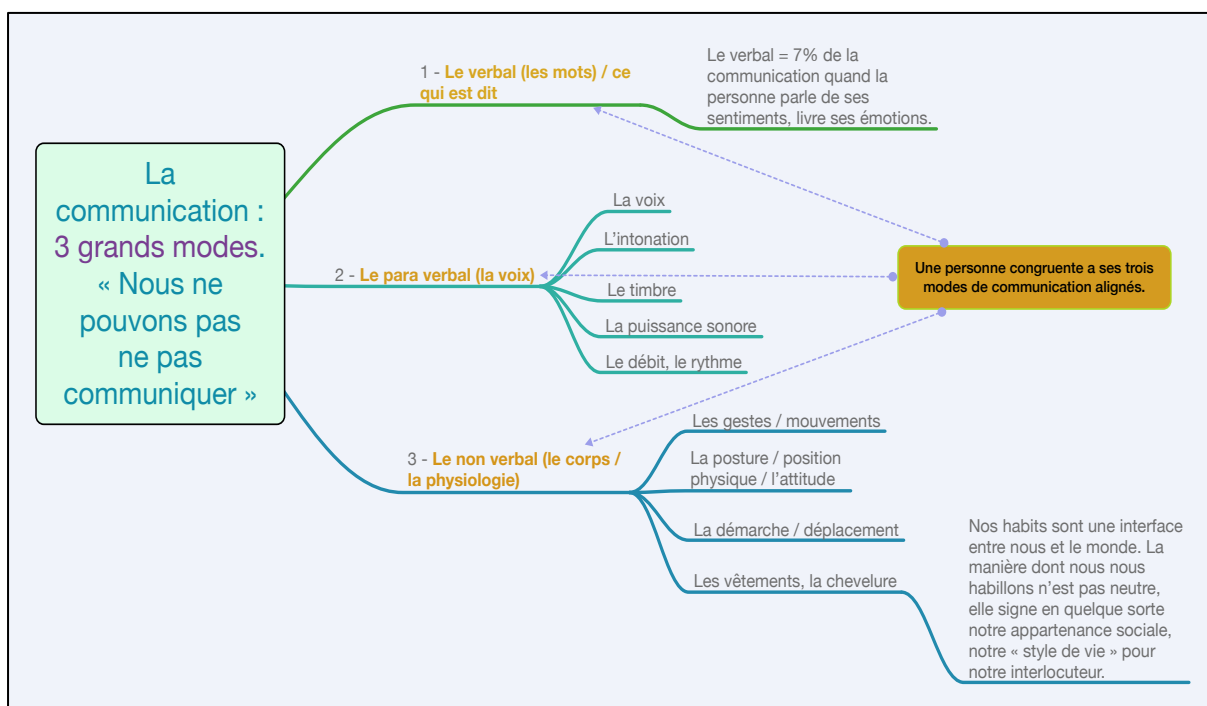 La
communication :
3 grands modes.
« Nous ne
pouvons pas
ne pas
communiquer »
1 - Le verbal (les mots) / ce
qui est dit
Le verbal = 7% de la
communication quand la
personne parle de ses
sentiments, livre ses émotions.
2 - Le para verbal (la voix)
La voix
L’intonation
Le timbre
La puissance sonore
Le débit, le rythme
Une personne congruente a ses trois
modes de communication alignés.
3 - Le non verbal (le corps /
la physiologie)
Les gestes / mouvements
La posture / position
physique / l’attitude
La démarche / déplacement
Les vêtements, la chevelure
Nos habits sont une interface
entre nous et le monde. La
manière dont nous nous
habillons n’est pas neutre,
elle signe en quelque sorte
notre appartenance sociale,
notre « style de vie » pour
notre interlocuteur.